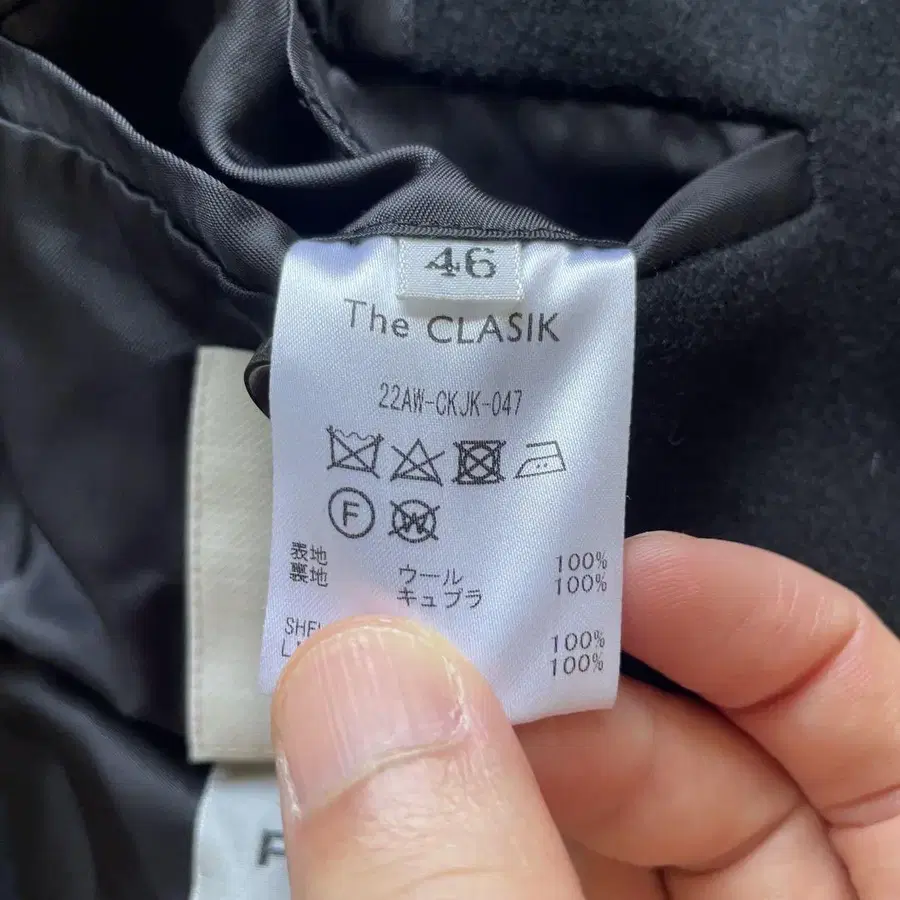 46
The CLASIK
22AW-CKJK-047
F
W
表地 ウール 100%
裏地 キュプラ 100%
100%
100%